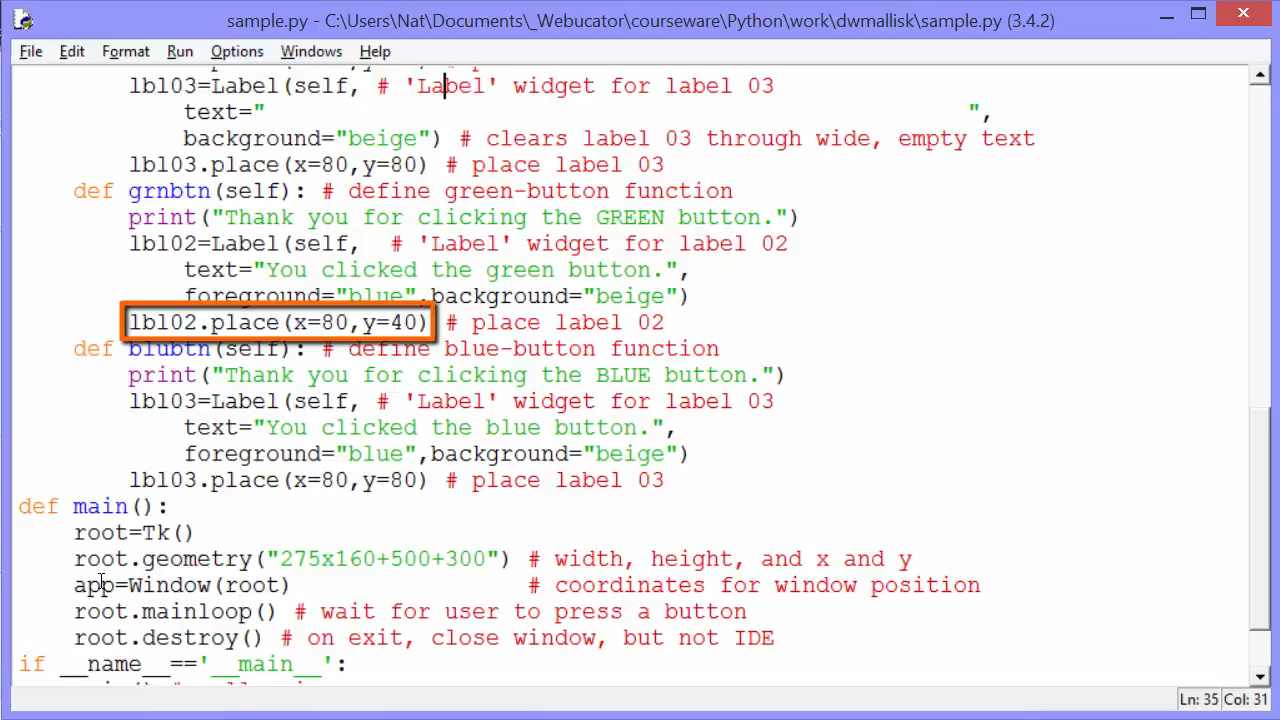 sample.py - C:\Users\Nat\Documents\_Webucator\courseware\Python\work\dwmallisk\sample.py (3.4.2)
File Edit Format Run Options Windows Help
lbl03=Label(self, # 'Label' widget for label 03
text=" ",
background="beige") # clears label 03 through wide, empty text
lbl03.place(x=80,y=80) # place label 03
def grnbtn(self): # define green-button function
print("Thank you for clicking the GREEN button.")
lbl02=Label(self, # 'Label' widget for label 02
text="You clicked the green button.",
foreground="blue",background="beige")
lbl02.place(x=80,y=40) # place label 02
def blubtn(self): # define blue-button function
print("Thank you for clicking the BLUE button.")
lbl03=Label(self, # 'Label' widget for label 03
text="You clicked the blue button.",
foreground="blue",background="beige")
lbl03.place(x=80,y=80) # place label 03
def main():
root=Tk()
root.geometry("275x160+500+300") # width, height, and x and y
app=Window(root) # coordinates for window position
root.mainloop() # wait for user to press a button
root.destroy() # on exit, close window, but not IDE
if __name__=='__main__':
Ln: 35 Col: 31